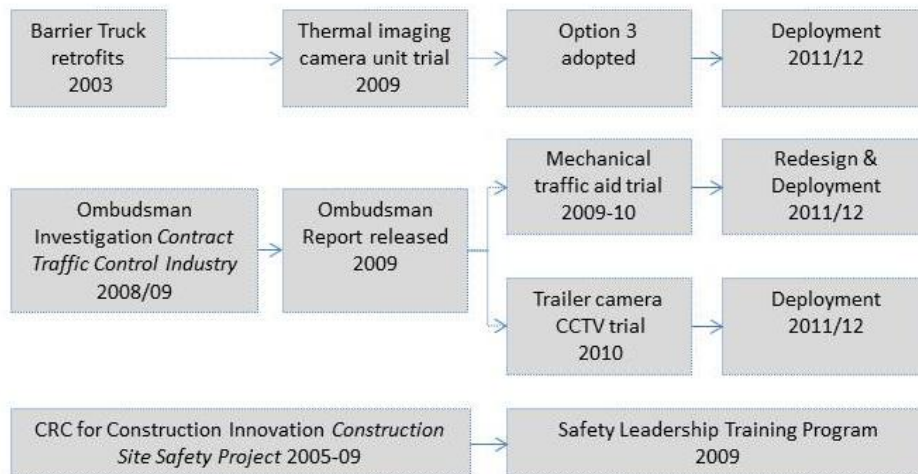 Barrier Truck
retrofits
2003
Thermal imaging
camera unit trial
2009
Option 3
adopted
Deployment
2011/12
Ombudsman
Investigation Contract
Traffic Control Industry
2008/09
Ombudsman
Report released
2009
Mechanical
traffic aid trial
2009-10
Redesign &
Deployment
2011/12
Trailer camera
CCTV trial
2010
Deployment
2011/12
CRC for Construction Innovation Construction
Site Safety Project 2005-09
Safety Leadership Training Program
2009